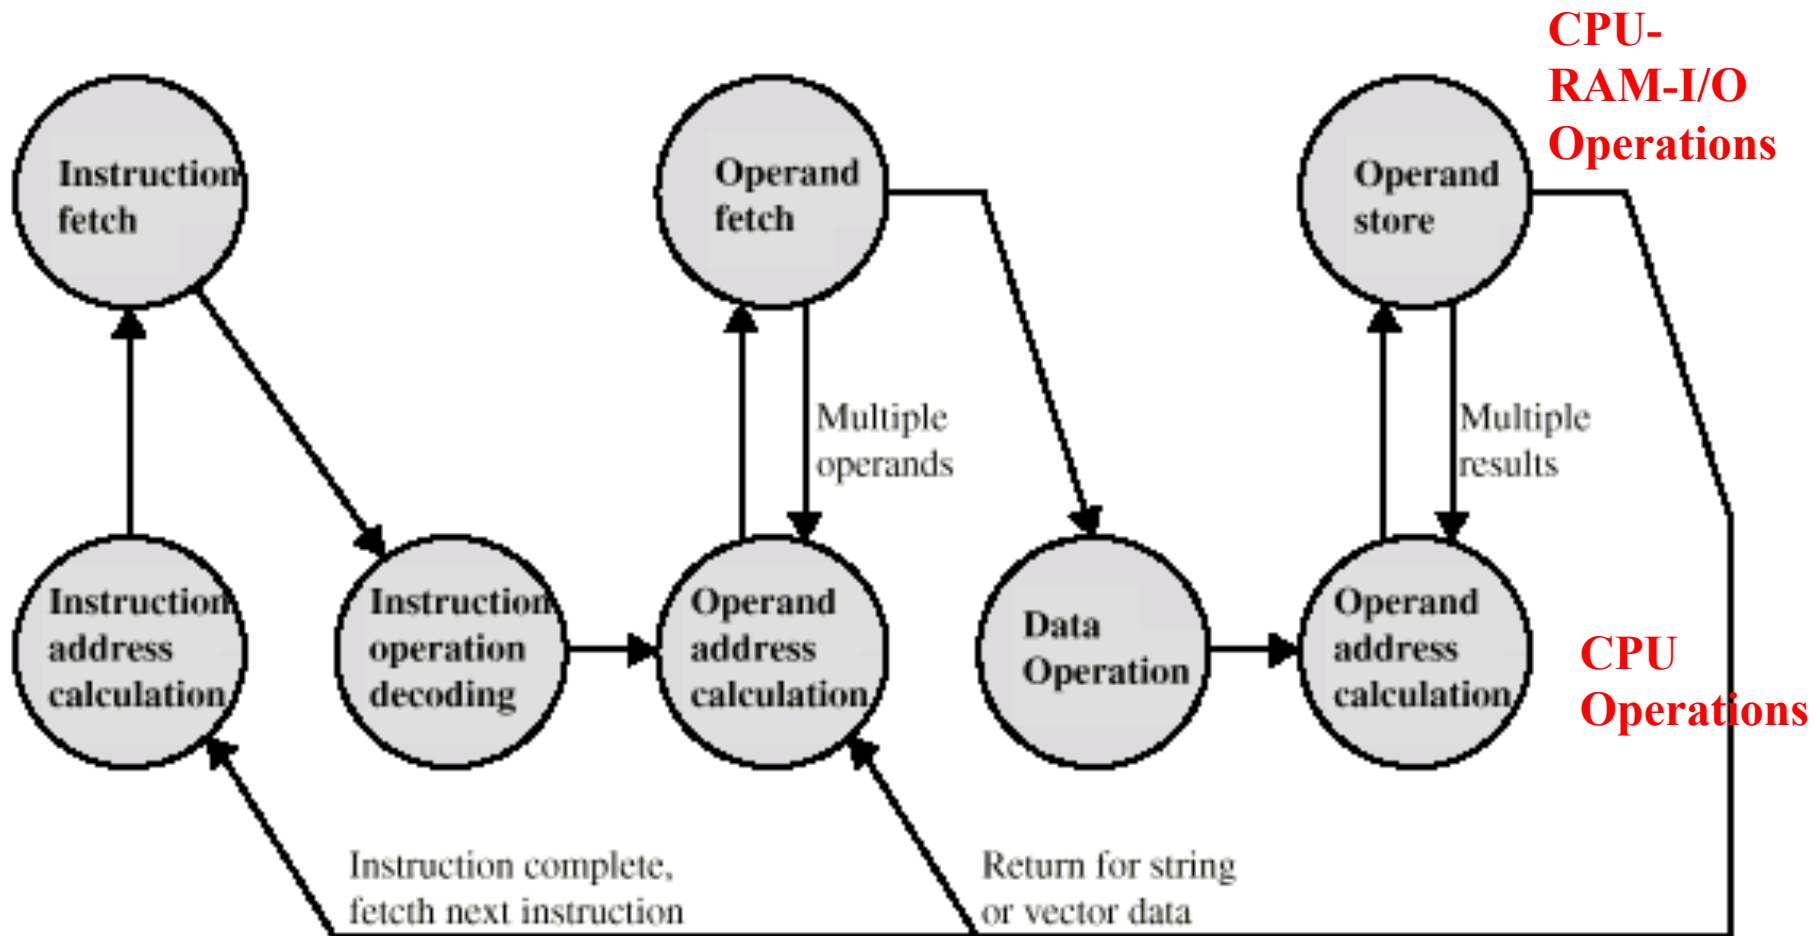 CPU-
RAM-I/O
Operations
Instruction
fetch
Operand
fetch
Operand
store
Multiple
operands
Multiple
results
Instruction
address
calculation
Instruction
operation
decoding
Operand
address
calculation
Data
Operation
Operand
address
calculation
CPU
Operations
Instruction complete,
fetcth next instruction
Return for string
or vector data